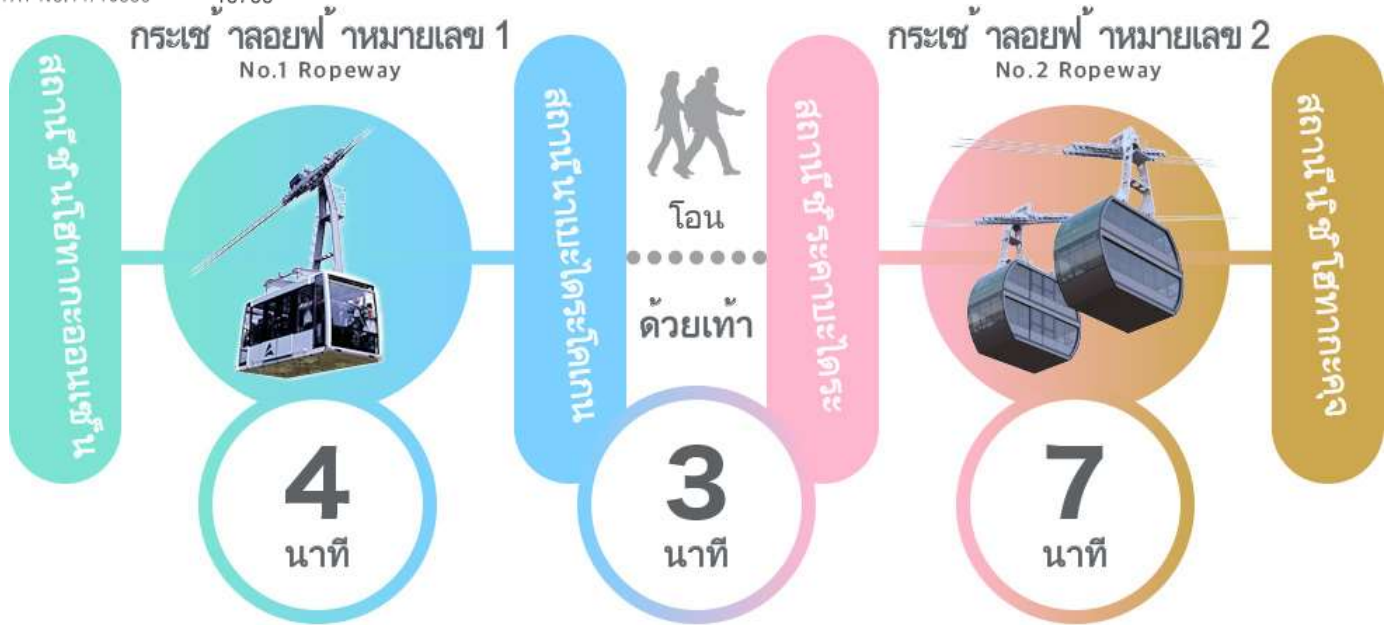 กระเช ้าลอยฟ ้าหมายเลข 1
No.1 Ropeway
กระเช ้าลอยฟ ้าหมายเลข 2
No.2 Ropeway
สถานีชินโฮทากะออนเซ็น
สถานีนาเบะไดระโคเกน
โอน
ด้วยเท้า
สถานีชิระคาบะไดระ
สถานีนิชิโฮทากะคุจิ
4
นาที
3
นาที
7
นาที